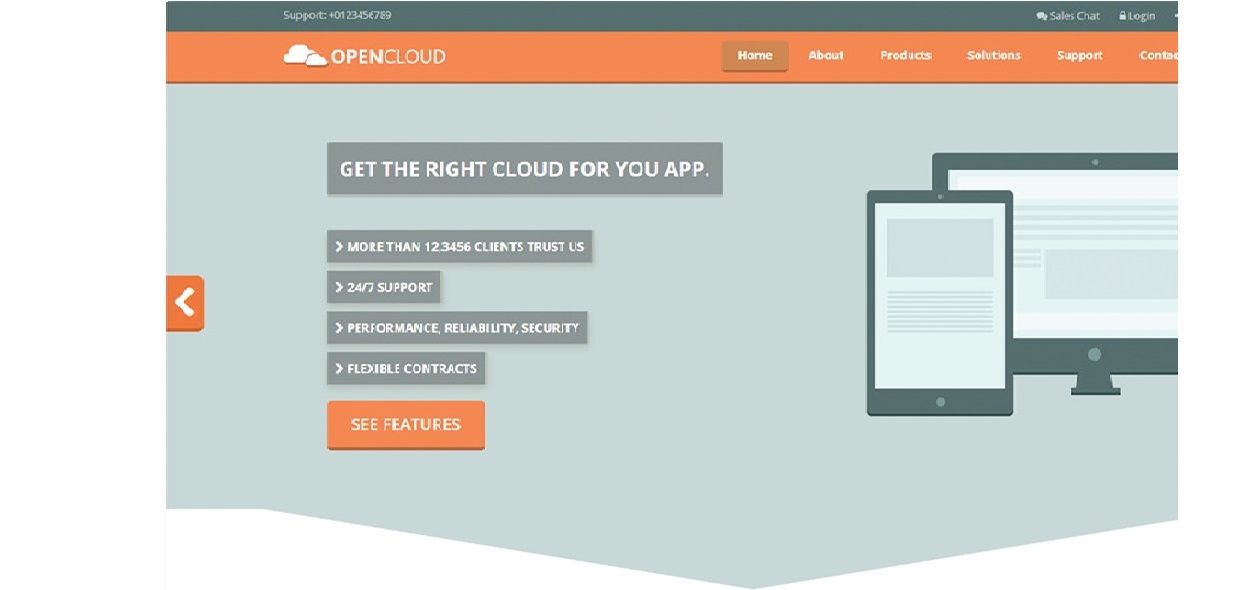 Support: +0123456789
Sales Chat Login
OPENCLOUD
Home About Products Solutions Support Contac
GET THE RIGHT CLOUD FOR YOU APP.
MORE THAN 123456 CLIENTS TRUST US
24/7 SUPPORT
PERFORMANCE, RELIABILITY, SECURITY
FLEXIBLE CONTRACTS
SEE FEATURES